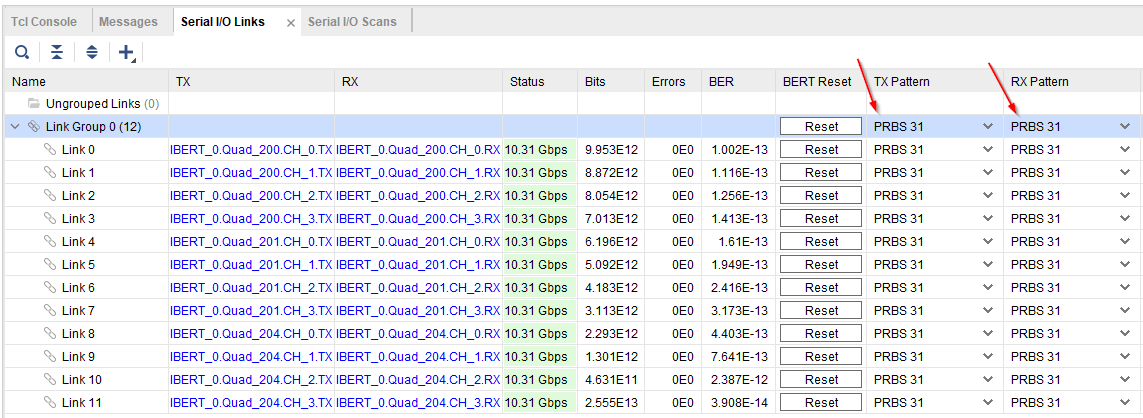 Tcl Console Messages Serial I/O Links × Serial I/O Scans
Name TX RX Status Bits Errors BER BERT Reset TX Pattern RX Pattern
Ungrouped Links (0)
Link Group 0 (12) Reset PRBS 31 PRBS 31
Link 0 IBERT_0.Quad_200.CH_0.TX IBERT_0.Quad_200.CH_0.RX 10.31 Gbps 9.953E12 0E0 1.002E-13 Reset PRBS 31 PRBS 31
Link 1 IBERT_0.Quad_200.CH_1.TX IBERT_0.Quad_200.CH_1.RX 10.31 Gbps 8.872E12 0E0 1.116E-13 Reset PRBS 31 PRBS 31
Link 2 IBERT_0.Quad_200.CH_2.TX IBERT_0.Quad_200.CH_2.RX 10.31 Gbps 8.054E12 0E0 1.256E-13 Reset PRBS 31 PRBS 31
Link 3 IBERT_0.Quad_200.CH_3.TX IBERT_0.Quad_200.CH_3.RX 10.31 Gbps 7.013E12 0E0 1.413E-13 Reset PRBS 31 PRBS 31
Link 4 IBERT_0.Quad_201.CH_0.TX IBERT_0.Quad_201.CH_0.RX 10.31 Gbps 6.196E12 0E0 1.61E-13 Reset PRBS 31 PRBS 31
Link 5 IBERT_0.Quad_201.CH_1.TX IBERT_0.Quad_201.CH_1.RX 10.31 Gbps 5.092E12 0E0 1.949E-13 Reset PRBS 31 PRBS 31
Link 6 IBERT_0.Quad_201.CH_2.TX IBERT_0.Quad_201.CH_2.RX 10.31 Gbps 4.183E12 0E0 2.416E-13 Reset PRBS 31 PRBS 31
Link 7 IBERT_0.Quad_201.CH_3.TX IBERT_0.Quad_201.CH_3.RX 10.31 Gbps 3.113E12 0E0 3.173E-13 Reset PRBS 31 PRBS 31
Link 8 IBERT_0.Quad_204.CH_0.TX IBERT_0.Quad_204.CH_0.RX 10.31 Gbps 2.293E12 0E0 4.403E-13 Reset PRBS 31 PRBS 31
Link 9 IBERT_0.Quad_204.CH_1.TX IBERT_0.Quad_204.CH_1.RX 10.31 Gbps 1.301E12 0E0 7.641E-13 Reset PRBS 31 PRBS 31
Link 10 IBERT_0.Quad_204.CH_2.TX IBERT_0.Quad_204.CH_2.RX 10.31 Gbps 4.631E11 0E0 2.387E-12 Reset PRBS 31 PRBS 31
Link 11 IBERT_0.Quad_204.CH_3.TX IBERT_0.Quad_204.CH_3.RX 10.31 Gbps 2.555E13 0E0 3.908E-14 Reset PRBS 31 PRBS 31